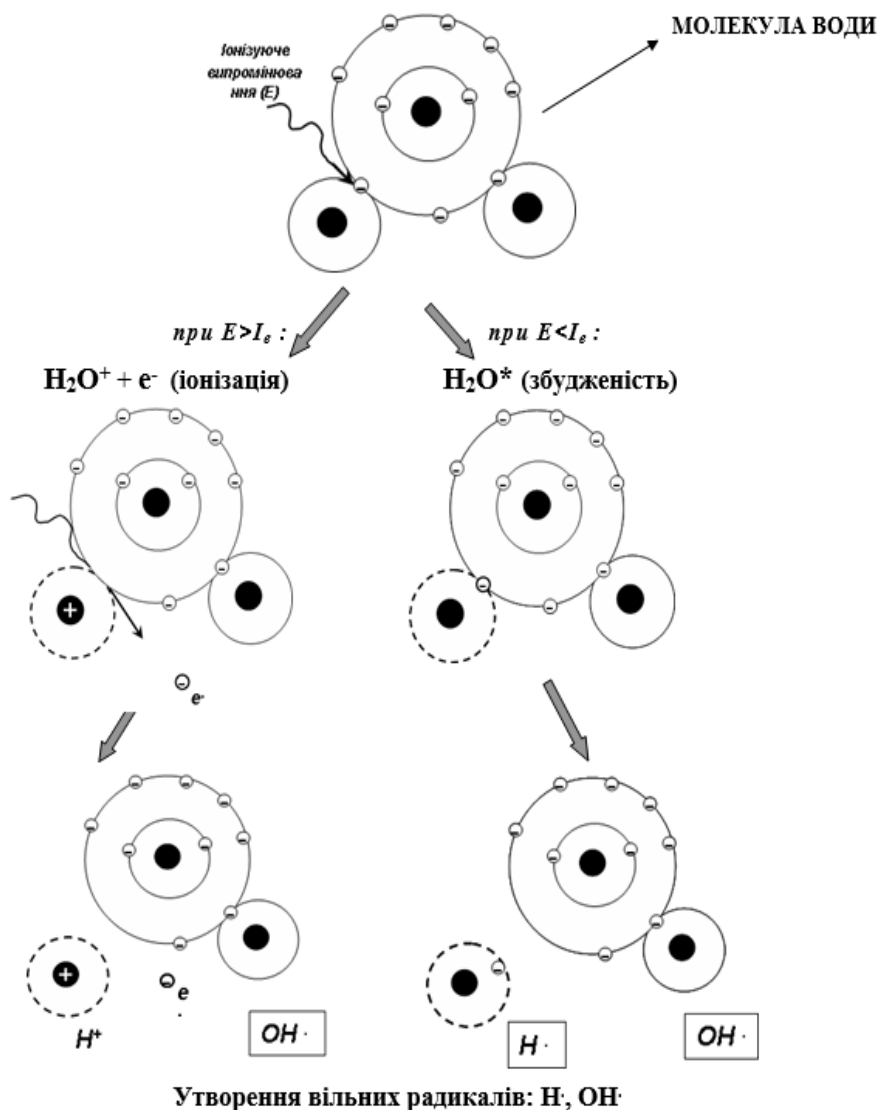 МОЛЕКУЛА ВОДИ
Іонізуюче
випромінюва
ння (E)
при E>Iв :
при E<Iв :
H₂O⁺ + e⁻ (іонізація)
H₂O* (збудженість)
+
e⁻
+
e
.
H⁺
OH·
H·
OH·
Утворення вільних радикалів: H·, OH·